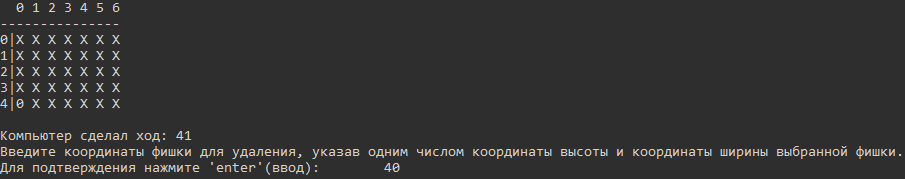 0 1 2 3 4 5 6
---------------
0|X X X X X X X
1|X X X X X X X
2|X X X X X X X
3|X X X X X X X
4|0 X X X X X X
Компьютер сделал ход: 41
Введите координаты фишки для удаления, указав одним числом координаты высоты и координаты ширины выбранной фишки.
Для подтверждения нажмите 'enter'(ввод): 40